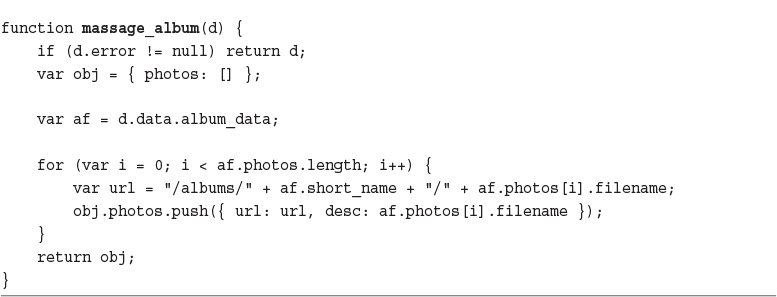 function massage_album(d) {
    if (d.error != null) return d;
    var obj = { photos: [] };

    var af = d.data.album_data;

    for (var i = 0; i < af.photos.length; i++) {
        var url = "/albums/" + af.short_name + "/" + af.photos[i].filename;
        obj.photos.push({ url: url, desc: af.photos[i].filename });
    }
    return obj;
}